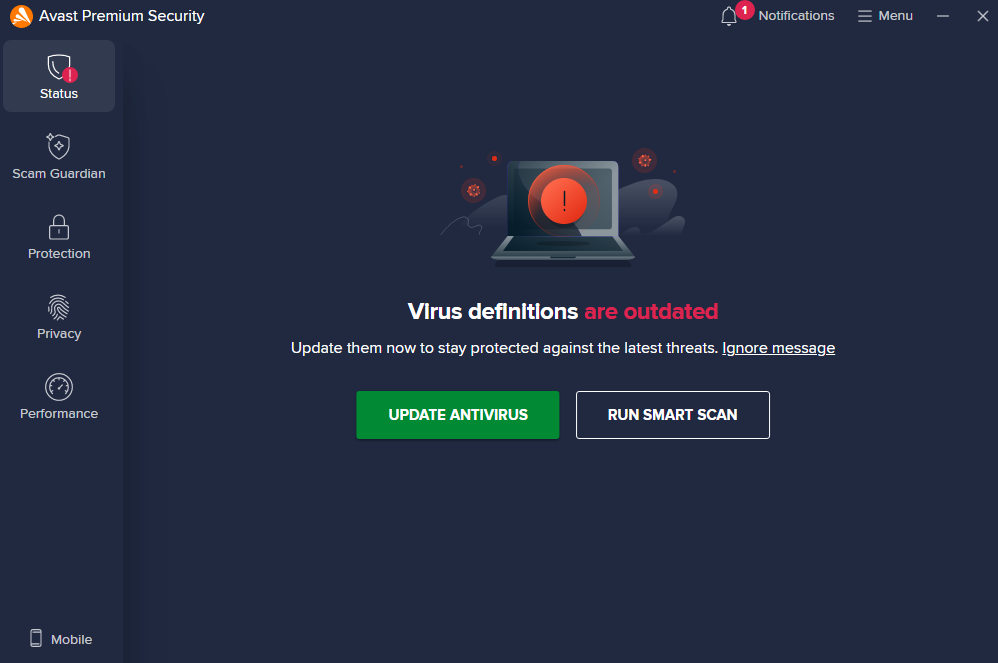 Avast Premium Security
1
Notifications
Menu
Status
Scam Guardian
Protection
Privacy
Performance
Mobile
Virus definitions are outdated
Update them now to stay protected against the latest threats. Ignore message
UPDATE ANTIVIRUS
RUN SMART SCAN